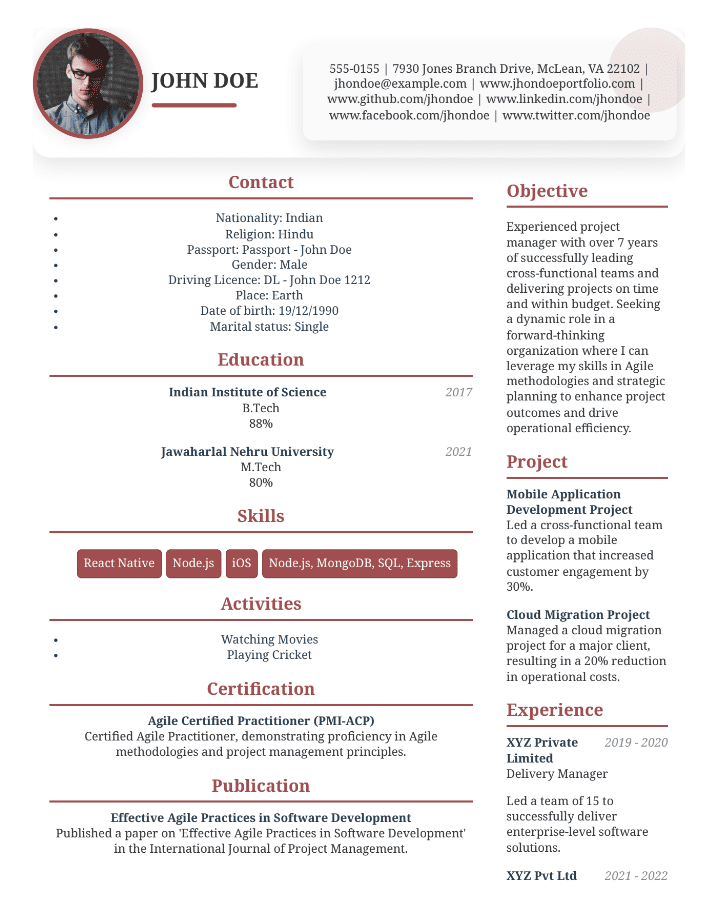 JOHN DOE
555-0155 | 7930 Jones Branch Drive, McLean, VA 22102 |
jhondoe@example.com | www.jhondoeportfolio.com |
www.github.com/jhondoe | www.linkedin.com/jhondoe |
www.facebook.com/jhondoe | www.twitter.com/jhondoe
Contact
• Nationality: Indian
• Religion: Hindu
• Passport: Passport - John Doe
• Gender: Male
• Driving Licence: DL - John Doe 1212
• Place: Earth
• Date of birth: 19/12/1990
• Marital status: Single
Education
Indian Institute of Science 2017
B.Tech
88%
Jawaharlal Nehru University 2021
M.Tech
80%
Skills
React Native Node.js iOS Node.js, MongoDB, SQL, Express
Activities
• Watching Movies
• Playing Cricket
Certification
Agile Certified Practitioner (PMI-ACP)
Certified Agile Practitioner, demonstrating proficiency in Agile
methodologies and project management principles.
Publication
Effective Agile Practices in Software Development
Published a paper on 'Effective Agile Practices in Software Development'
in the International Journal of Project Management.
Objective
Experienced project
manager with over 7 years
of successfully leading
cross-functional teams and
delivering projects on time
and within budget. Seeking
a dynamic role in a
forward-thinking
organization where I can
leverage my skills in Agile
methodologies and strategic
planning to enhance project
outcomes and drive
operational efficiency.
Project
Mobile Application
Development Project
Led a cross-functional team
to develop a mobile
application that increased
customer engagement by
30%.
Cloud Migration Project
Managed a cloud migration
project for a major client,
resulting in a 20% reduction
in operational costs.
Experience
XYZ Private 2019 - 2020
Limited
Delivery Manager
Led a team of 15 to
successfully deliver
enterprise-level software
solutions.
XYZ Pvt Ltd 2021 - 2022